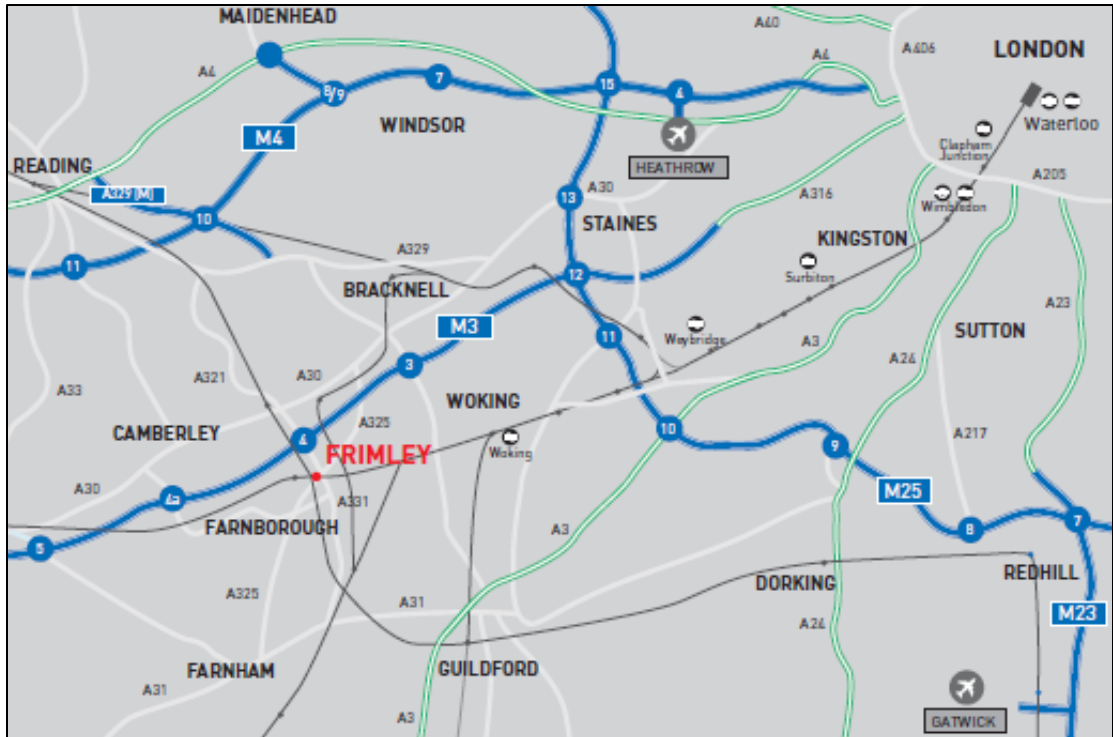 MAIDENHEAD
A40
A4
A4
A406
LONDON
8/9
7
15
4
Waterloo
M4
WINDSOR
Clapham
Junction
READING
HEATHROW
A205
A329(M)
A30
A316
Wimbledon
10
13
STAINES
KINGSTON
11
A329
12
Surbiton
BRACKNELL
M3
11
Weybridge
A3
A23
SUTTON
A24
3
A33
A321
A30
A325
WOKING
CAMBERLEY
4
10
9
A217
FRIMLEY
Woking
A30
4a
A331
M25
FARNBOROUGH
A3
8
7
5
DORKING
REDHILL
A325
A31
M23
A24
FARNHAM
GUILDFORD
A31
A3
GATWICK